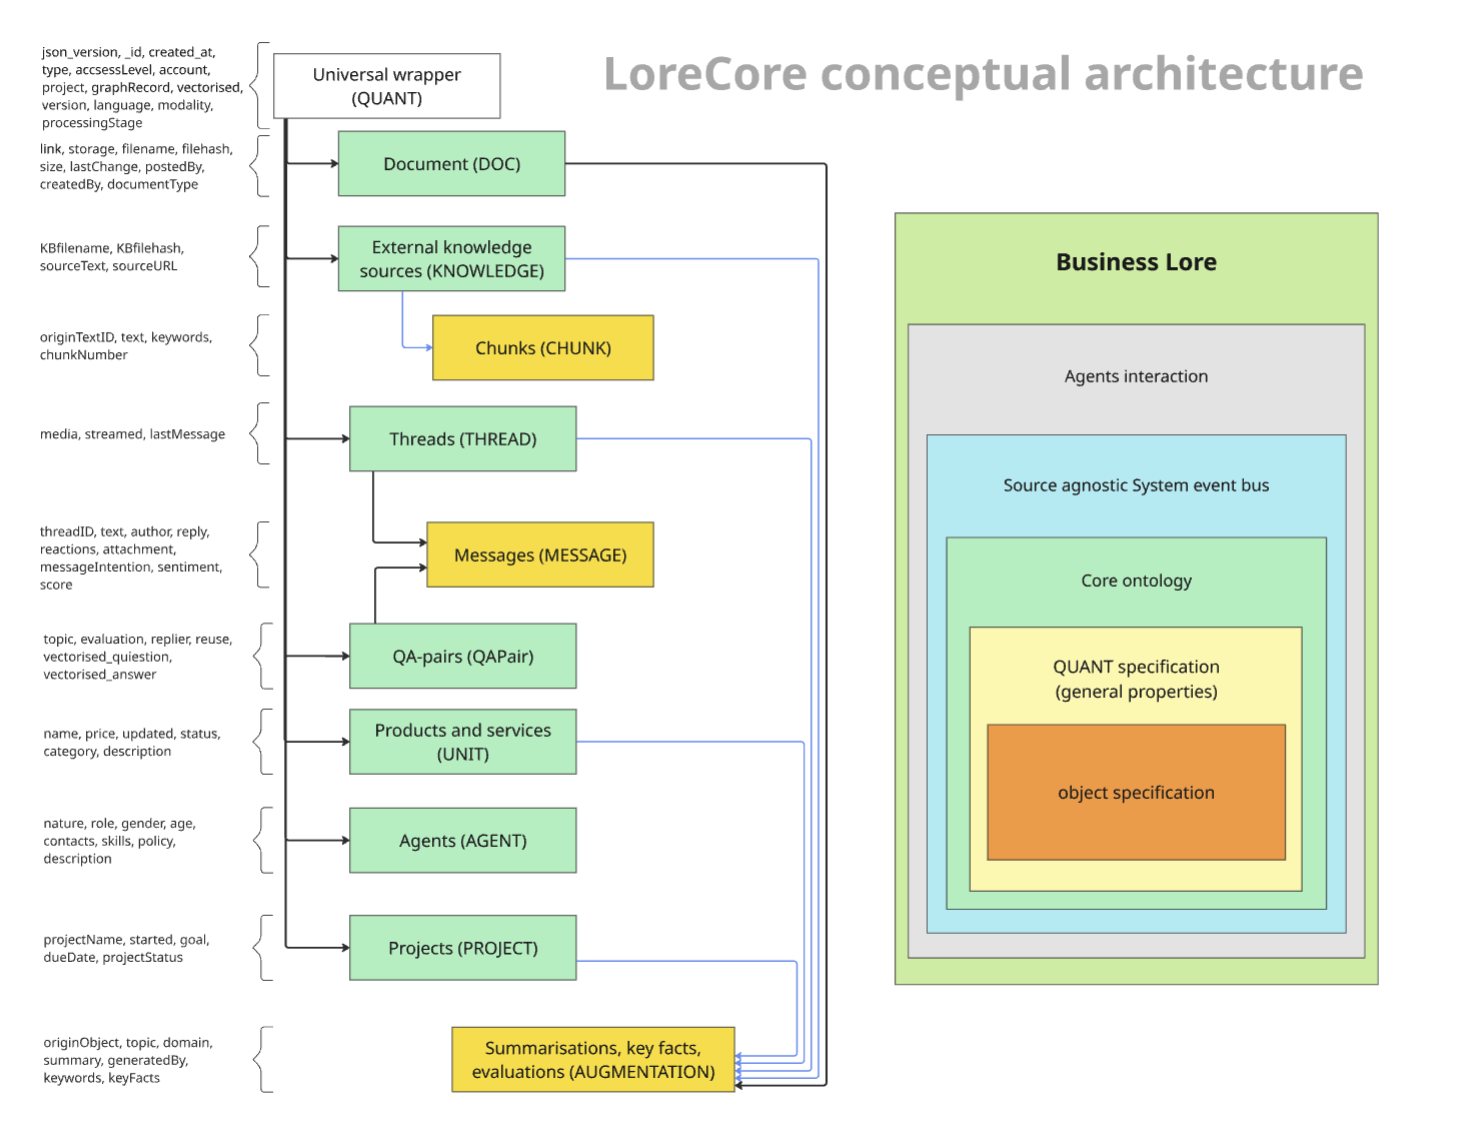 LoreCore conceptual architecture
json_version, _id, created_at,
type, accsessLevel, account,
project, graphRecord, vectorised,
version, language, modality,
processingStage
Universal wrapper
(QUANT)
link, storage, filename, filehash,
size, lastChange, postedBy,
createdBy, documentType
Document (DOC)
KBfilename, KBfilehash,
sourceText, sourceURL
External knowledge
sources (KNOWLEDGE)
originTextID, text, keywords,
chunkNumber
Chunks (CHUNK)
media, streamed, lastMessage
Threads (THREAD)
threadID, text, author, reply,
reactions, attachment,
messageIntention, sentiment,
score
Messages (MESSAGE)
topic, evaluation, replier, reuse,
vectorised_quiestion,
vectorised_answer
QA-pairs (QAPair)
name, price, updated, status,
category, description
Products and services
(UNIT)
nature, role, gender, age,
contacts, skills, policy,
description
Agents (AGENT)
projectName, started, goal,
dueDate, projectStatus
Projects (PROJECT)
originObject, topic, domain,
summary, generatedBy,
keywords, keyFacts
Summarisations, key facts,
evaluations (AUGMENTATION)
Business Lore
Agents interaction
Source agnostic System event bus
Core ontology
QUANT specification
(general properties)
object specification